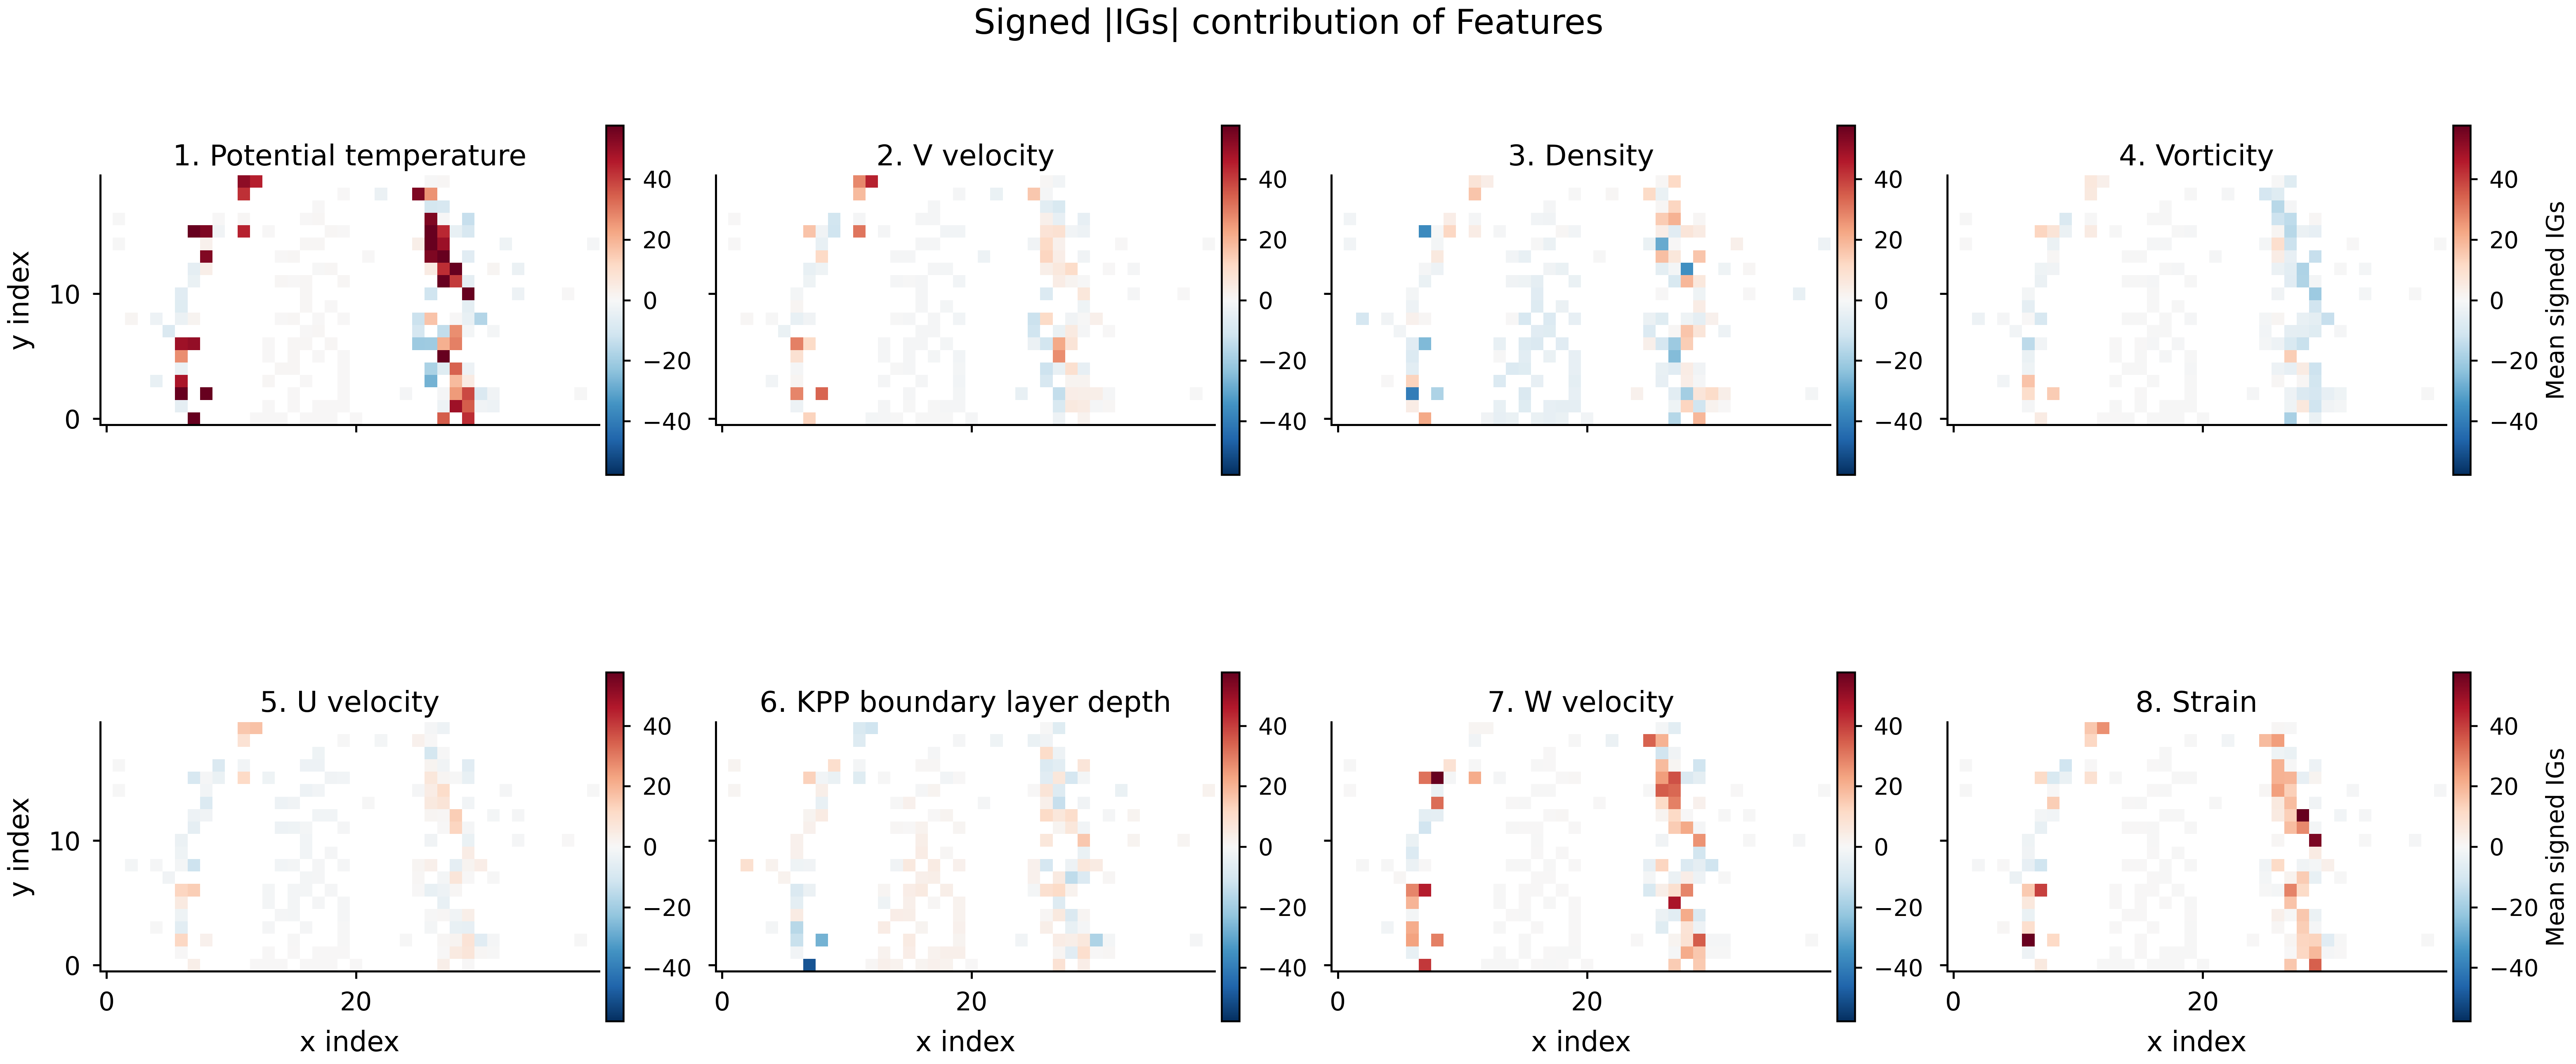 Signed |IGs| contribution of Features
1. Potential temperature
2. V velocity
3. Density
4. Vorticity
40
20
0
−20
−40
40
20
0
−20
−40
40
20
0
−20
−40
40
20
0
−20
−40
Mean signed IGs
y index
10
0
5. U velocity
6. KPP boundary layer depth
7. W velocity
8. Strain
40
20
0
−20
−40
40
20
0
−20
−40
40
20
0
−20
−40
40
20
0
−20
−40
Mean signed IGs
y index
10
0
0 20
0 20
0 20
0 20
x index
x index
x index
x index